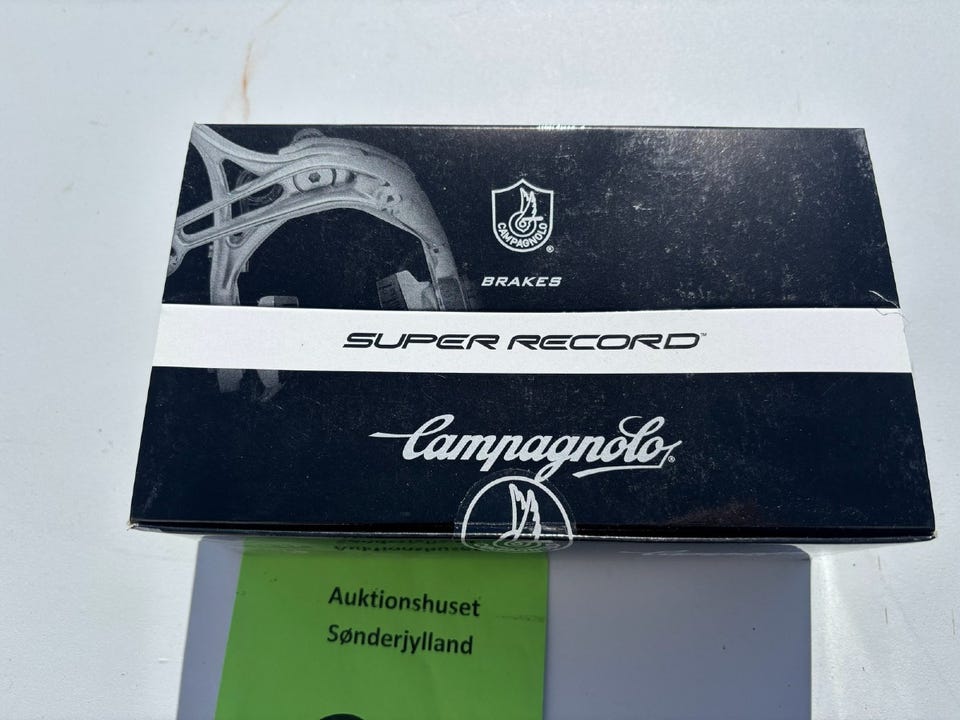 CAMPAGNOLO ®
BRAKES
SUPER RECORD™
Campagnolo®
Auktionshuset
Sønderjylland